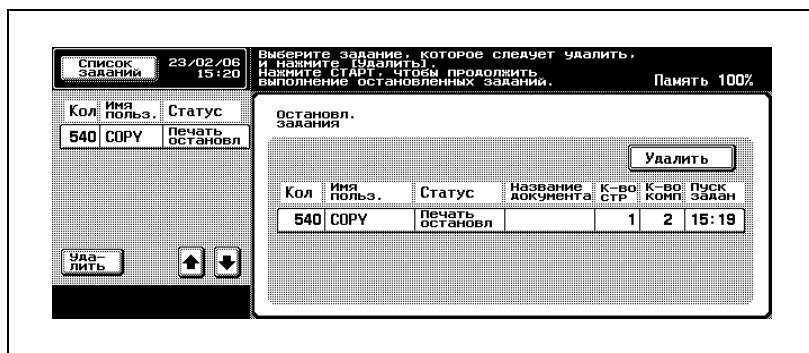 Список заданий
23/02/06
15:20
Выберите задание, которое следует удалить,
и нажмите [Удалить].
Нажмите СТАРТ, чтобы продолжить
выполнение остановленных заданий.
Память 100%
Кол Имя польз. Статус
540 COPY Печать остановл
Уда-
лить
Остановл.
задания
Удалить
Кол Имя польз. Статус Название документа К-во стр К-во комп Пуск задан
540 COPY Печать остановл 1 2 15:19